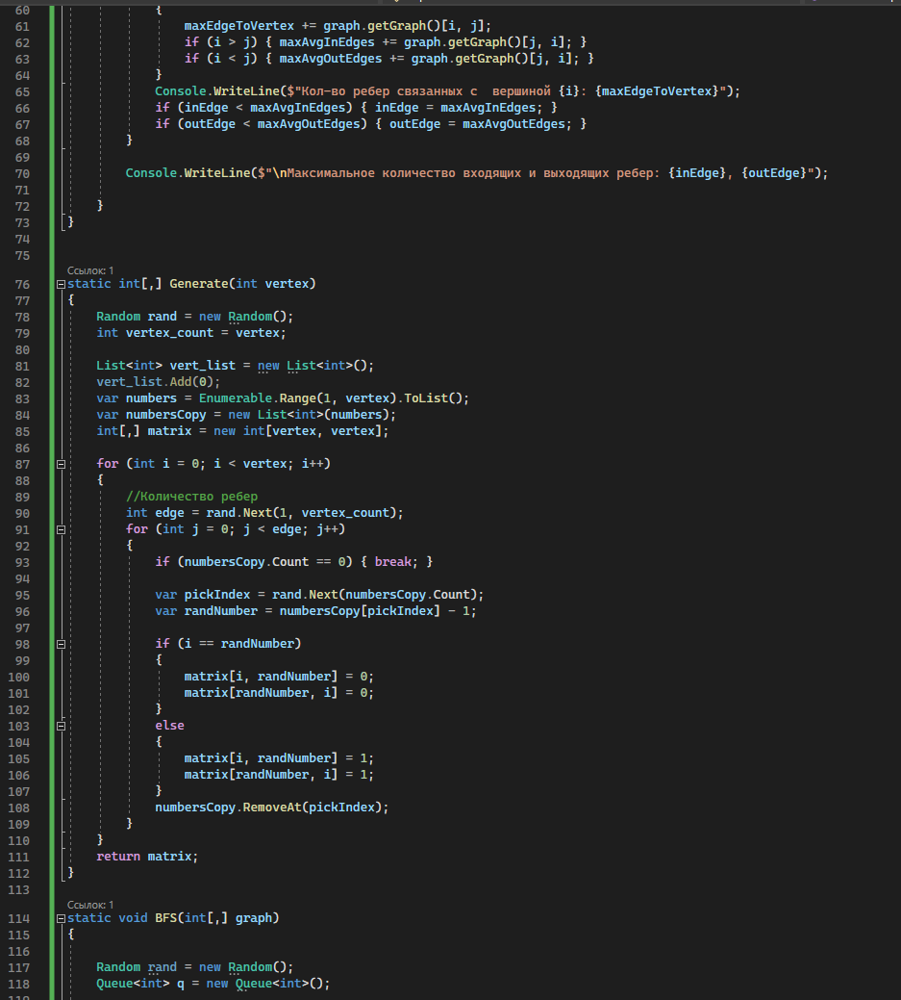 60 {
61 maxEdgeToVertex += graph.getGraph()[i, j];
62 if (i > j) { maxAvgInEdges += graph.getGraph()[j, i]; }
63 if (i < j) { maxAvgOutEdges += graph.getGraph()[j, i]; }
64 }
65 Console.WriteLine($"Кол-во ребер связанных с  вершиной {i}: {maxEdgeToVertex}");
66 if (inEdge < maxAvgInEdges) { inEdge = maxAvgInEdges; }
67 if (outEdge < maxAvgOutEdges) { outEdge = maxAvgOutEdges; }
68 }
69
70 Console.WriteLine($"\nМаксимальное количество входящих и выходящих ребер: {inEdge}, {outEdge}");
71
72 }
73 }
74
75
Ссылок: 1
76 static int[,] Generate(int vertex)
77 {
78 Random rand = new Random();
79 int vertex_count = vertex;
80
81 List<int> vert_list = new List<int>();
82 vert_list.Add(0);
83 var numbers = Enumerable.Range(1, vertex).ToList();
84 var numbersCopy = new List<int>(numbers);
85 int[,] matrix = new int[vertex, vertex];
86
87 for (int i = 0; i < vertex; i++)
88 {
89 //Количество ребер
90 int edge = rand.Next(1, vertex_count);
91 for (int j = 0; j < edge; j++)
92 {
93 if (numbersCopy.Count == 0) { break; }
94
95 var pickIndex = rand.Next(numbersCopy.Count);
96 var randNumber = numbersCopy[pickIndex] - 1;
97
98 if (i == randNumber)
99 {
100 matrix[i, randNumber] = 0;
101 matrix[randNumber, i] = 0;
102 }
103 else
104 {
105 matrix[i, randNumber] = 1;
106 matrix[randNumber, i] = 1;
107 }
108 numbersCopy.RemoveAt(pickIndex);
109 }
110 }
111 return matrix;
112 }
113
Ссылок: 1
114 static void BFS(int[,] graph)
115 {
116
117 Random rand = new Random();
118 Queue<int> q = new Queue<int>();